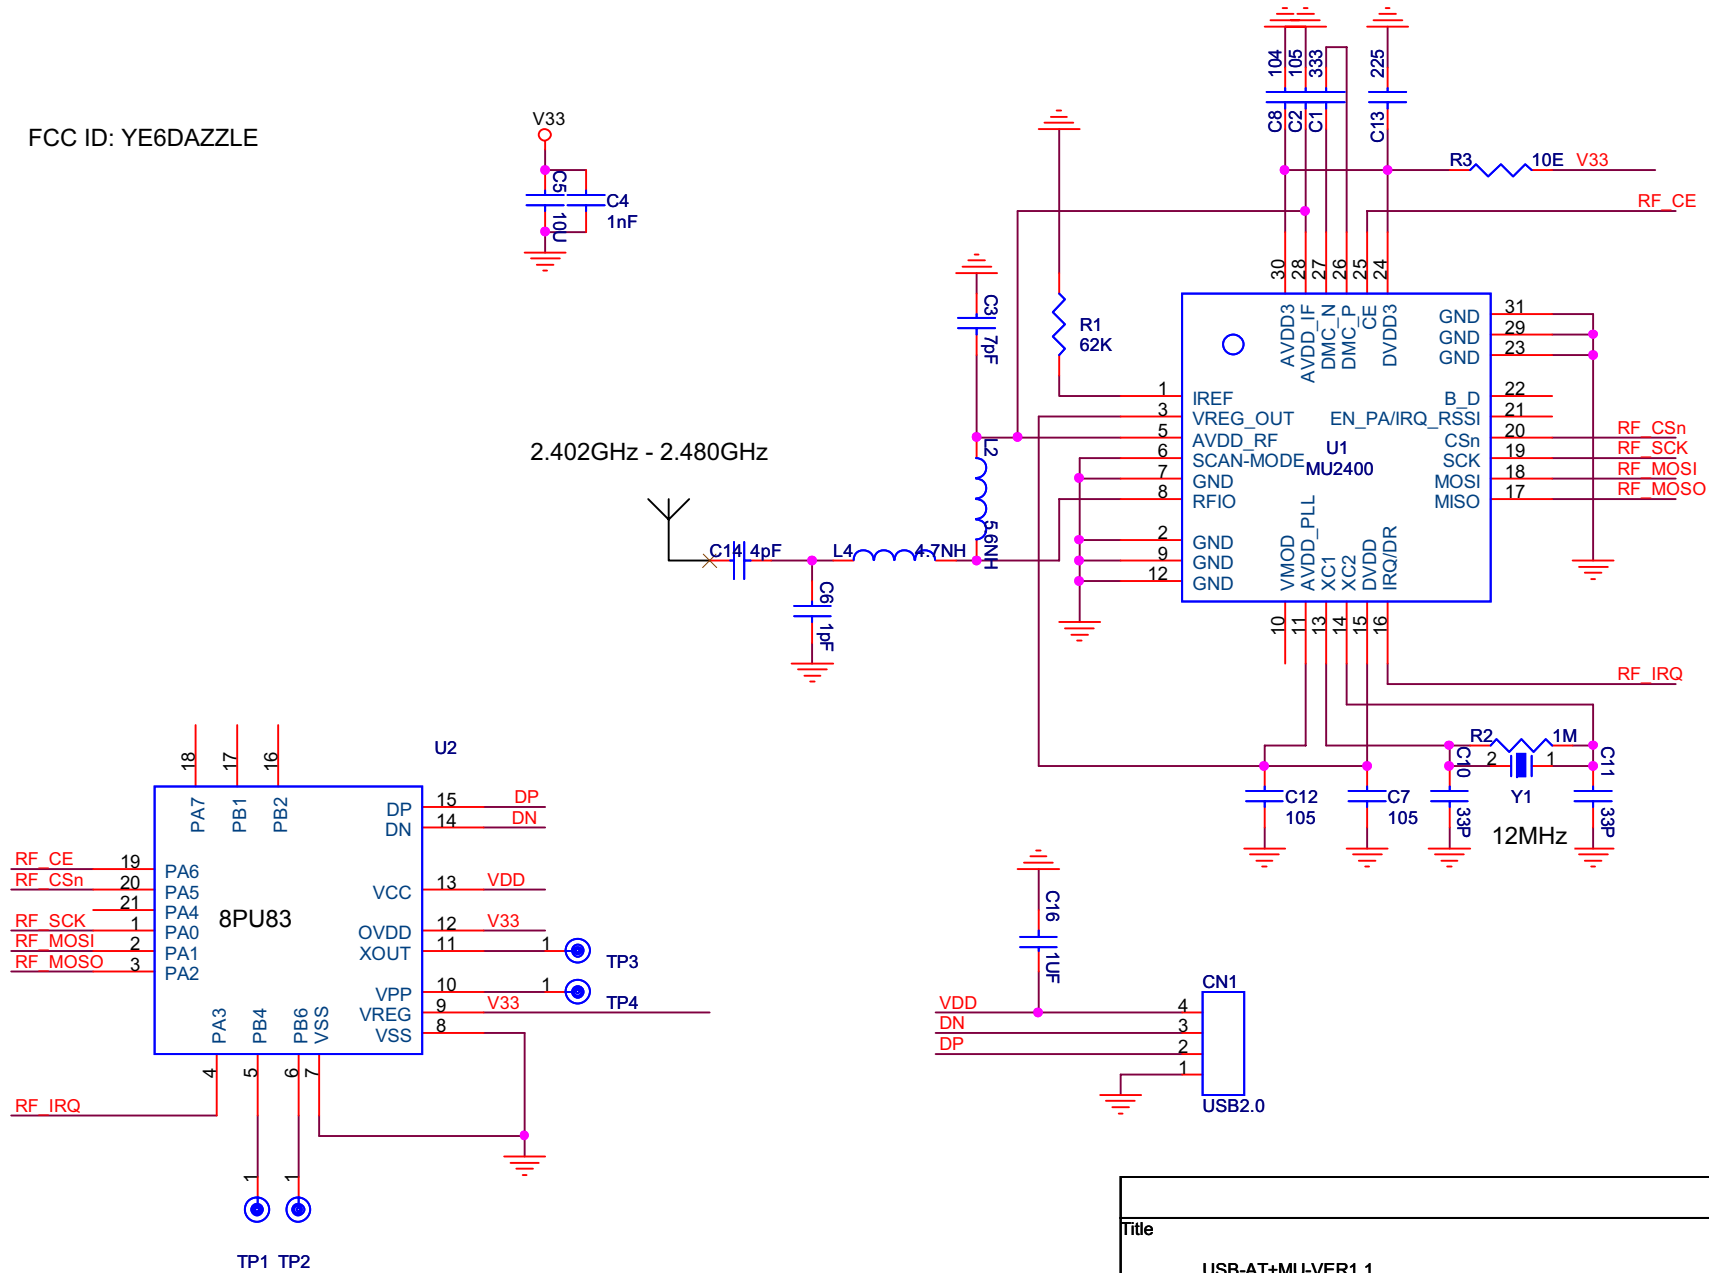 FCC ID: YE6DAZZLE
V33
C5
10U
C4
1nF
104
105
333
225
C8
C2
C1
C13
R3
10E
V33
RF_CE
C3
7pF
R1
62K
30
28
27
26
25
24
AVDD3
AVDD_IF
DMC_N
DMC_P
CE
DVDD3
1
3
5
6
7
8
2
9
12
IREF
VREG_OUT
AVDD_RF
SCAN-MODE
GND
RFIO
GND
GND
GND
U1
MU2400
GND
GND
GND
B_D
EN_PA/IRQ_RSSI
CSn
SCK
MOSI
MISO
31
29
23
22
21
20
19
18
17
RF_CSn
RF_SCK
RF_MOSI
RF_MOSO
VMOD
AVDD_PLL
XC1
XC2
DVDD
IRQ/DR
10
11
13
14
15
16
RF_IRQ
2.402GHz - 2.480GHz
L2
5.6NH
C14
4pF
L4
4.7NH
C6
1pF
R2
1M
2
1
Y1
12MHz
C10
33P
C11
33P
C12
105
C7
105
U2
18
17
16
PA7
PB1
PB2
8PU83
RF_CE
RF_CSn
RF_SCK
RF_MOSI
RF_MOSO
19
20
21
1
2
3
PA6
PA5
PA4
PA0
PA1
PA2
DP
DN
VCC
OVDD
XOUT
VPP
VREG
VSS
15
14
13
12
11
10
9
8
DP
DN
VDD
V33
V33
1
TP3
1
TP4
PA3
PB4
PB6
VSS
4
5
6
7
RF_IRQ
1
1
TP1
TP2
C16
1UF
VDD
DN
DP
4
3
2
1
CN1
USB2.0
Title
USB-AT+MU-VER1.1